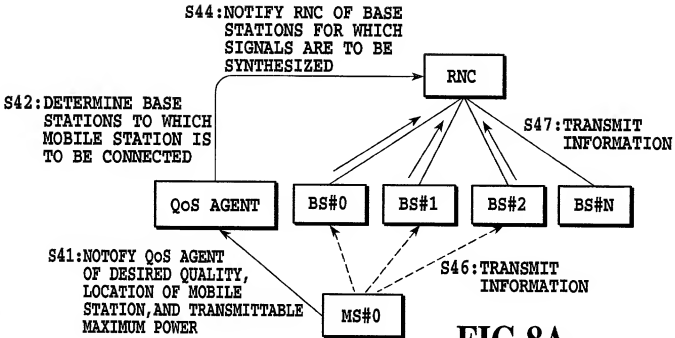 S44:NOTIFY RNC OF BASE
STATIONS FOR WHICH
SIGNALS ARE TO BE
SYNTHESIZED
RNC
S42:DETERMINE BASE
STATIONS TO WHICH
MOBILE STATION IS
TO BE CONNECTED
S47:TRANSMIT
INFORMATION
QoS AGENT
BS#0
BS#1
BS#2
BS#N
S41:NOTOFY QoS AGENT
OF DESIRED QUALITY,
LOCATION OF MOBILE
STATION,AND TRANSMITTABLE
MAXIMUM POWER
S46:TRANSMIT
INFORMATION
MS#0
FIG.8A